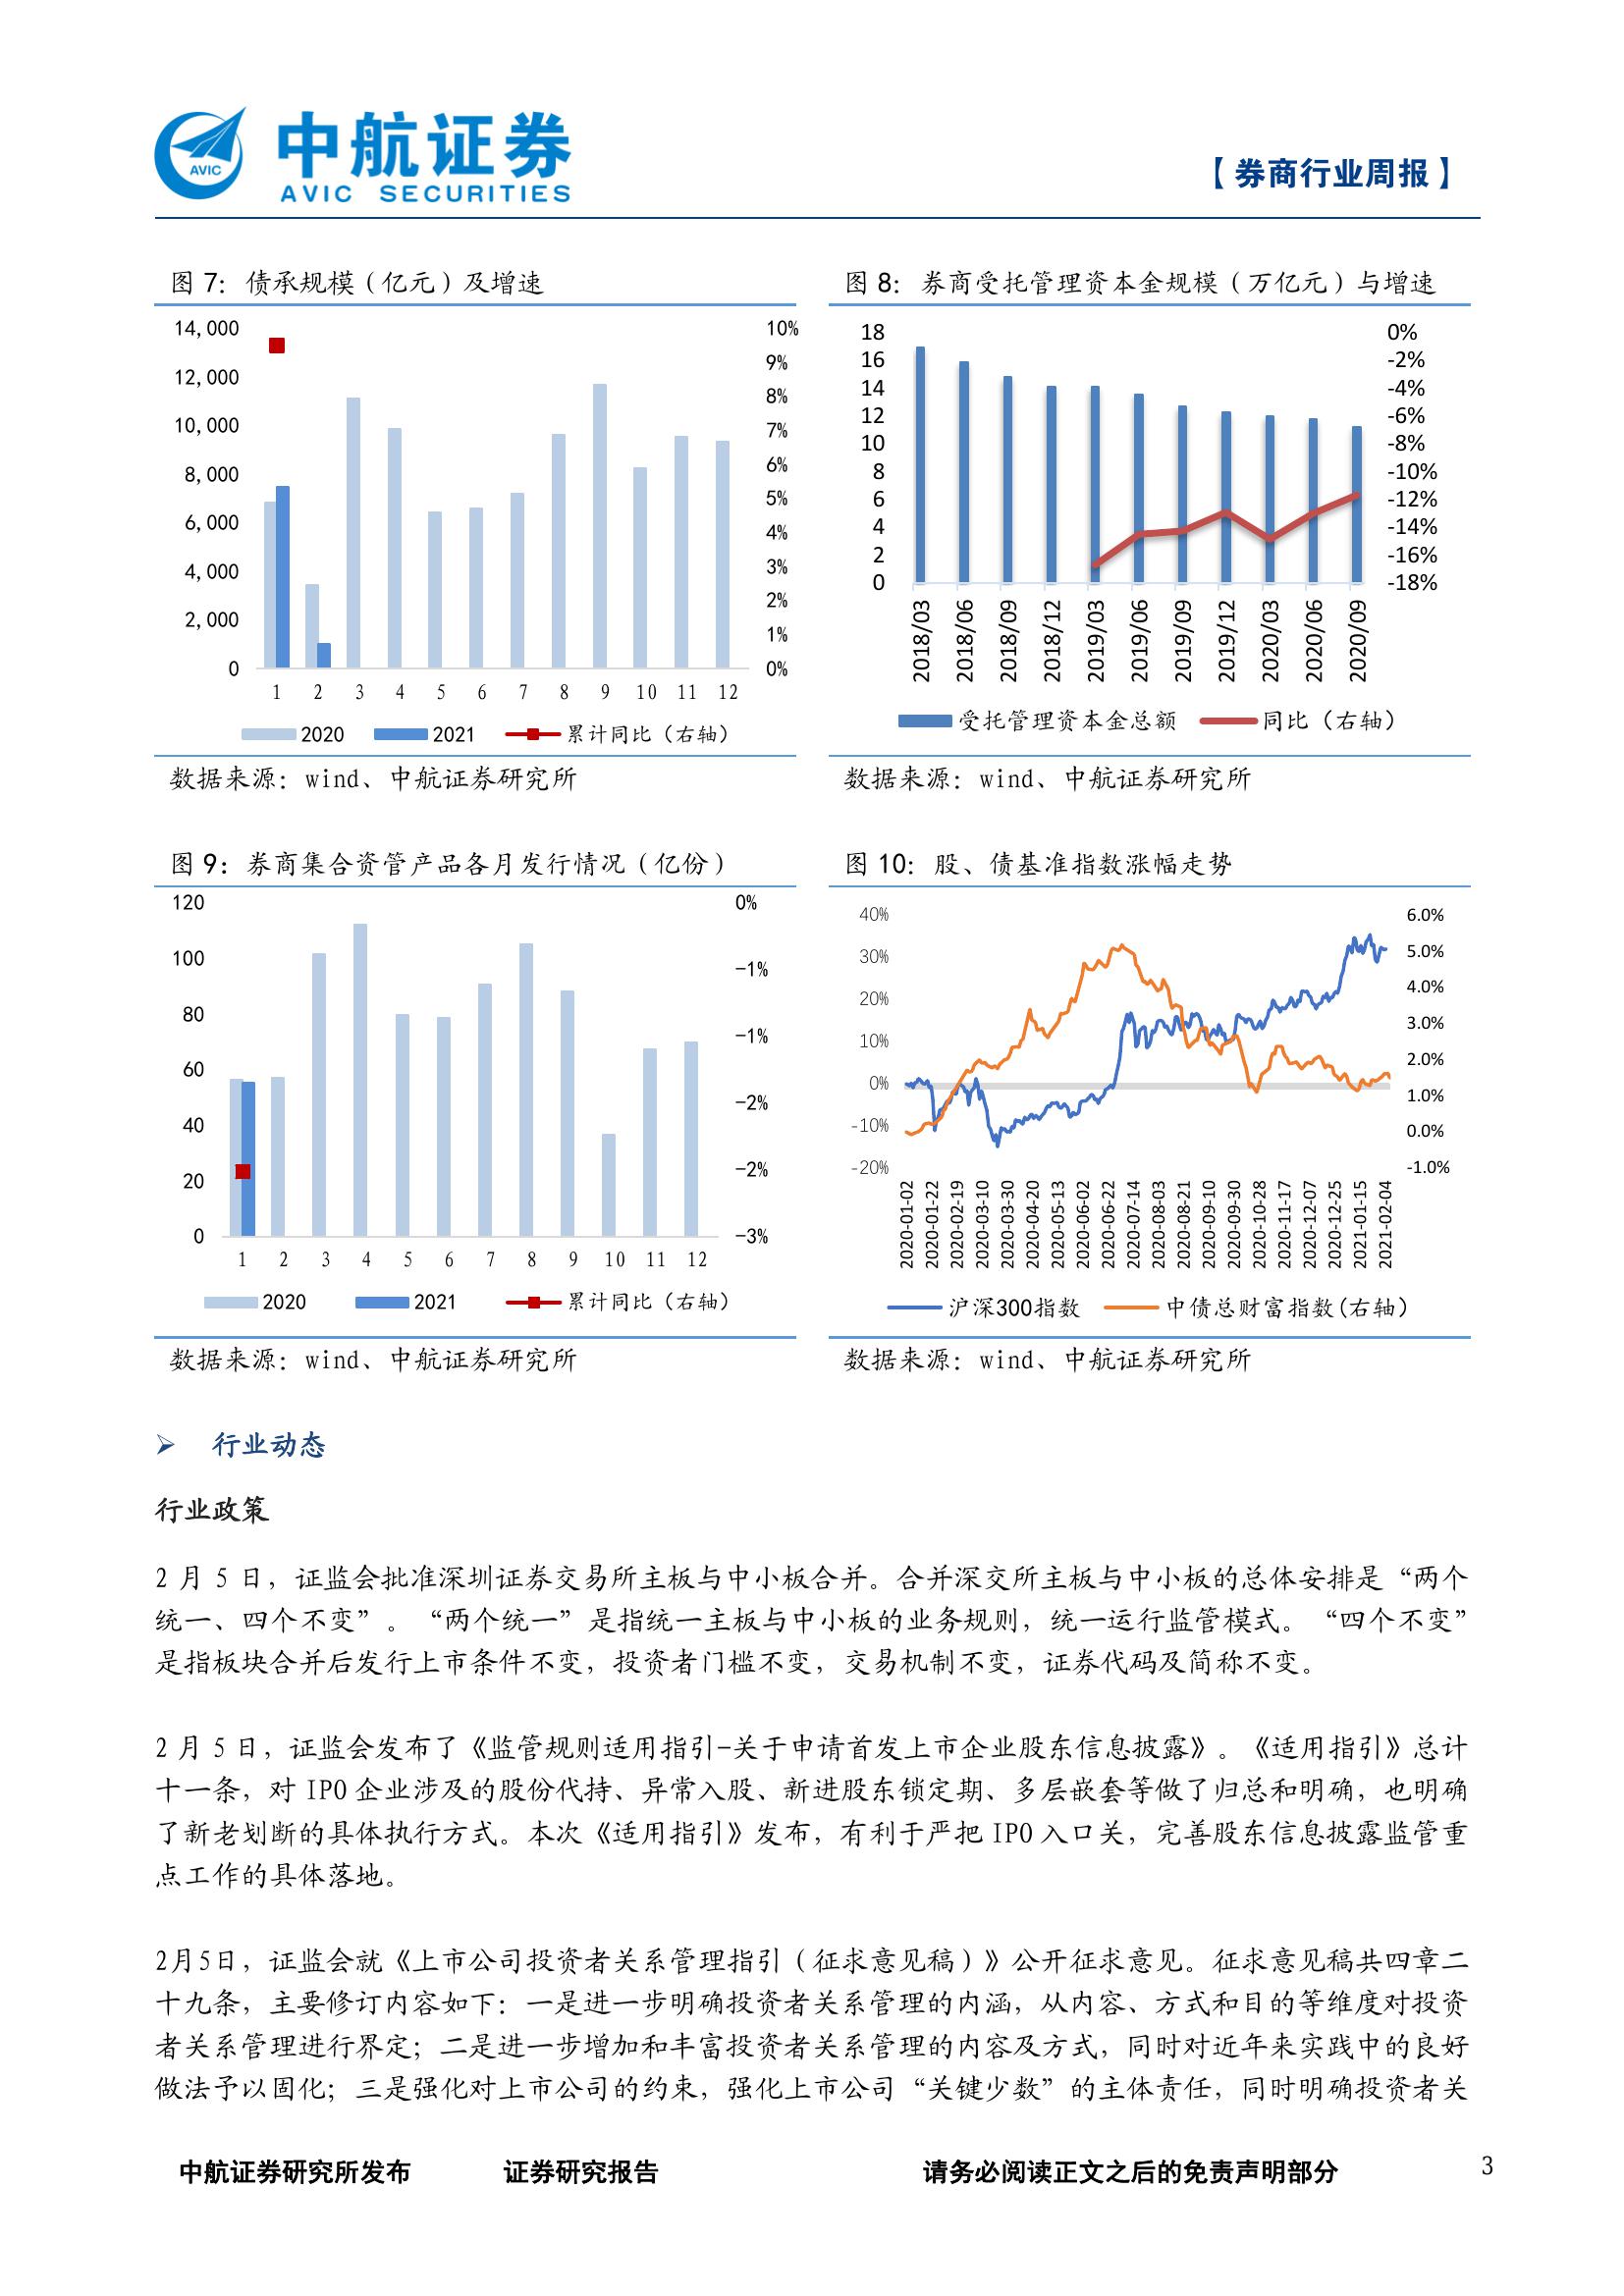 中航证券
AVIC
AVIC SECURITIES
【券商行业周报】
图 7：债承规模（亿元）及增速
14,000
12,000
10,000
8,000
6,000
4,000
2,000
0
10%
9%
8%
7%
6%
5%
4%
3%
2%
1%
0%
1 2 3 4 5 6 7 8 9 10 11 12
2020 2021 累计同比（右轴）
数据来源：wind、中航证券研究所
图 8：券商受托管理资本金规模（万亿元）与增速
18
16
14
12
10
8
6
4
2
0
0%
-2%
-4%
-6%
-8%
-10%
-12%
-14%
-16%
-18%
2018/03 2018/06 2018/09 2018/12 2019/03 2019/06 2019/09 2019/12 2020/03 2020/06 2020/09
受托管理资本金总额 同比（右轴）
数据来源：wind、中航证券研究所
图 9：券商集合资管产品各月发行情况（亿份）
120
100
80
60
40
20
0
0%
-1%
-1%
-2%
-2%
-3%
1 2 3 4 5 6 7 8 9 10 11 12
2020 2021 累计同比（右轴）
数据来源：wind、中航证券研究所
图 10：股、债基准指数涨幅走势
40%
30%
20%
10%
0%
-10%
-20%
6.0%
5.0%
4.0%
3.0%
2.0%
1.0%
0.0%
-1.0%
2020-01-02 2020-01-22 2020-02-19 2020-03-10 2020-03-30 2020-04-20 2020-05-13 2020-06-02 2020-06-22 2020-07-14 2020-08-03 2020-08-21 2020-09-10 2020-09-30 2020-10-28 2020-11-17 2020-12-07 2020-12-25 2021-01-15 2021-02-04
沪深300指数 中债总财富指数(右轴)
数据来源：wind、中航证券研究所
➢ 行业动态
行业政策
2 月 5 日，证监会批准深圳证券交易所主板与中小板合并。合并深交所主板与中小板的总体安排是“两个
统一、四个不变”。“两个统一”是指统一主板与中小板的业务规则，统一运行监管模式。“四个不变”
是指板块合并后发行上市条件不变，投资者门槛不变，交易机制不变，证券代码及简称不变。
2 月 5 日，证监会发布了《监管规则适用指引-关于申请首发上市企业股东信息披露》。《适用指引》总计
十一条，对 IPO 企业涉及的股份代持、异常入股、新进股东锁定期、多层嵌套等做了归总和明确，也明确
了新老划断的具体执行方式。本次《适用指引》发布，有利于严把 IPO 入口关，完善股东信息披露监管重
点工作的具体落地。
2月5日，证监会就《上市公司投资者关系管理指引（征求意见稿）》公开征求意见。征求意见稿共四章二
十九条，主要修订内容如下：一是进一步明确投资者关系管理的内涵，从内容、方式和目的等维度对投资
者关系管理进行界定；二是进一步增加和丰富投资者关系管理的内容及方式，同时对近年来实践中的良好
做法予以固化；三是强化对上市公司的约束，强化上市公司“关键少数”的主体责任，同时明确投资者关
中航证券研究所发布 证券研究报告 请务必阅读正文之后的免责声明部分 3